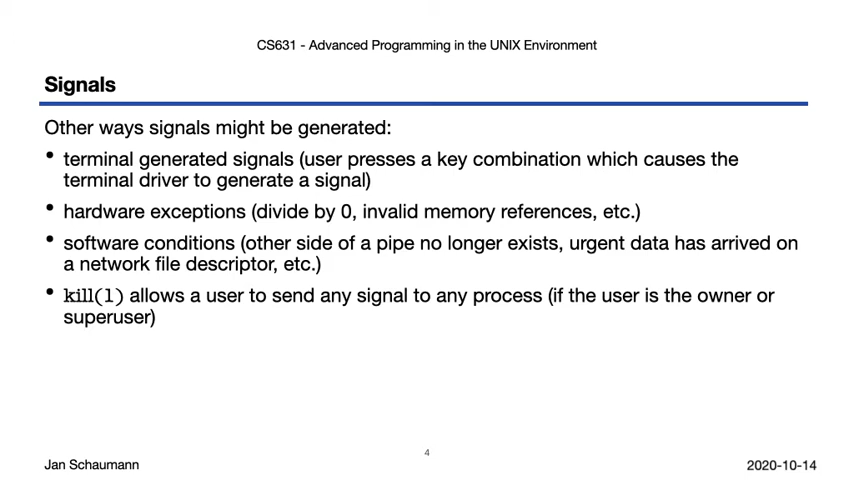 CS631 - Advanced Programming in the UNIX Environment
Signals
Other ways signals might be generated:
• terminal generated signals (user presses a key combination which causes the
terminal driver to generate a signal)
• hardware exceptions (divide by 0, invalid memory references, etc.)
• software conditions (other side of a pipe no longer exists, urgent data has arrived on
a network file descriptor, etc.)
• kill(1) allows a user to send any signal to any process (if the user is the owner or
superuser)
4
Jan Schaumann
2020-10-14